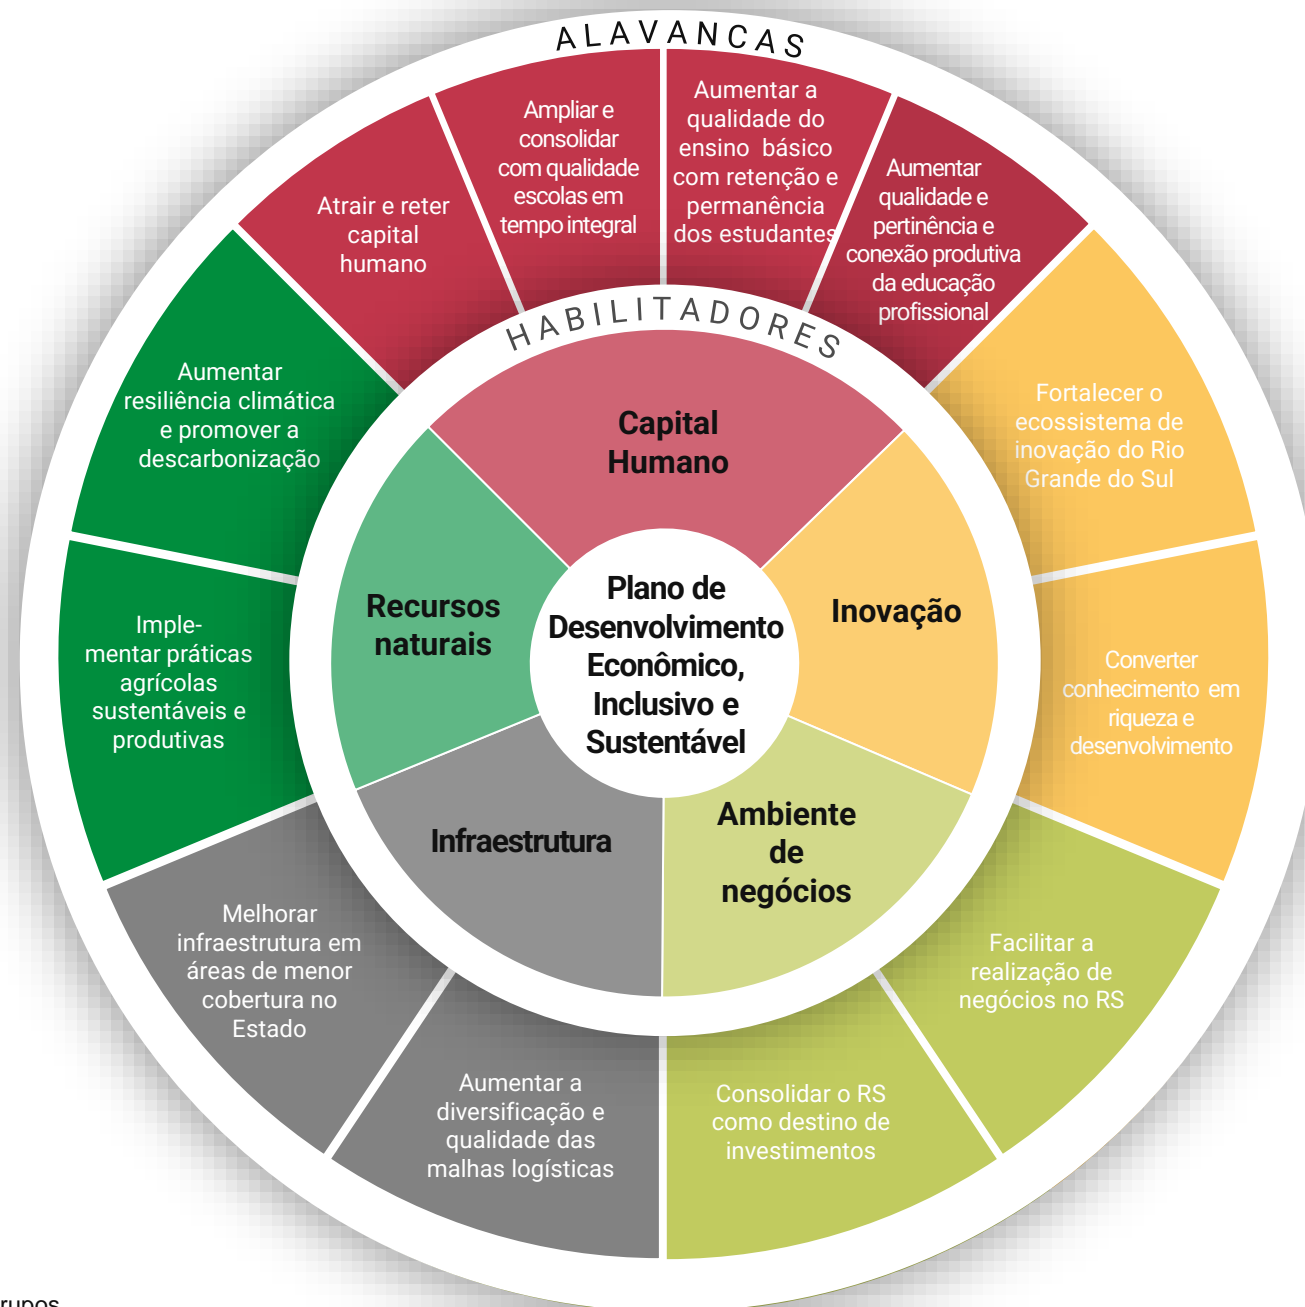 ALAVANCAS
Atrair e reter
capital
humano
Ampliar e
consolidar
com qualidade
escolas em
tempo integral
Aumentar a
qualidade do
ensino básico
com retenção e
permanência
dos estudantes
Aumentar
qualidade e
pertinência e
conexão produtiva
da educação
profissional
Fortalecer o
ecossistema de
inovação do Rio
Grande do Sul
Converter
conhecimento em
riqueza e
desenvolvimento
Facilitar a
realização de
negócios no RS
Consolidar o RS
como destino de
investimentos
Aumentar a
diversificação e
qualidade das
malhas logísticas
Melhorar
infraestrutura em
áreas de menor
cobertura no
Estado
Imple-
mentar práticas
agrícolas
sustentáveis e
produtivas
Aumentar
resiliência climática
e promover a
descarbonização
HABILITADORES
Capital
Humano
Inovação
Ambiente
de
negócios
Infraestrutura
Recursos
naturais
Plano de
Desenvolvimento
Econômico,
Inclusivo e
Sustentável